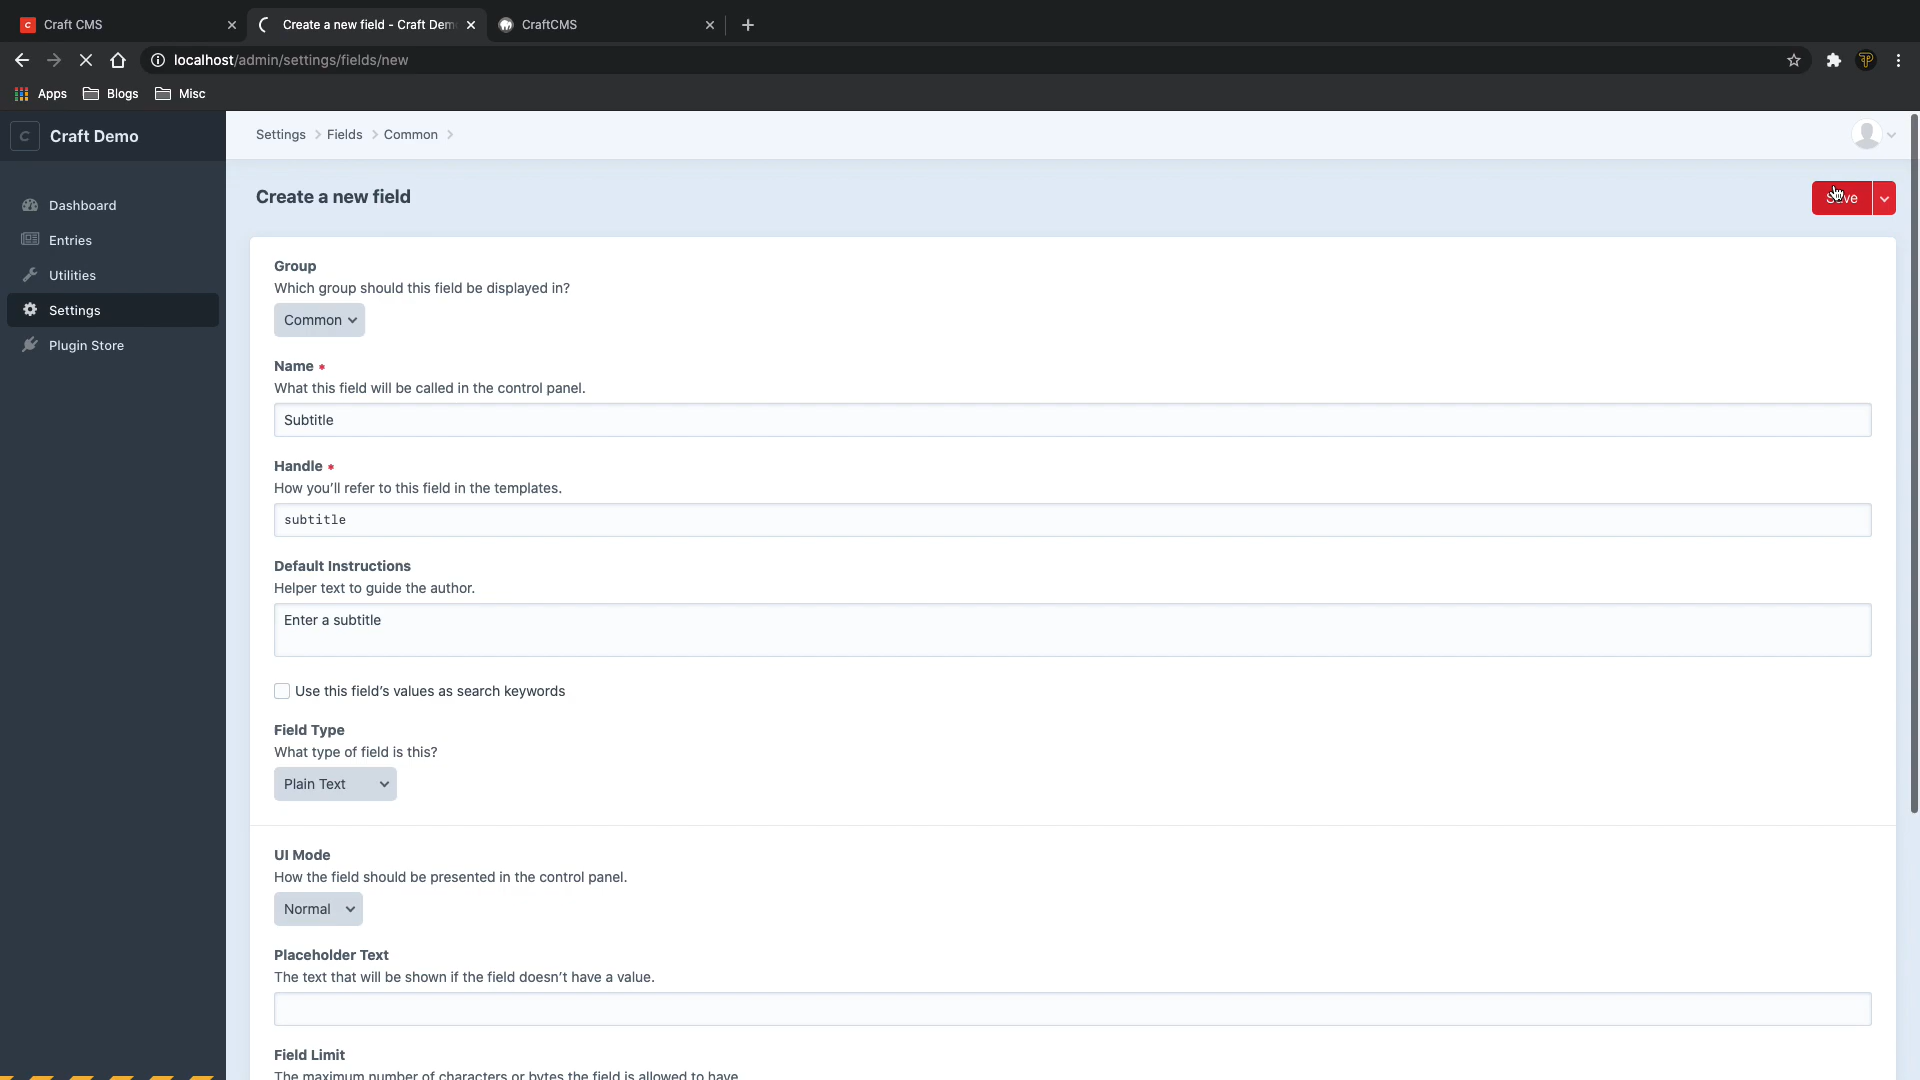 Craft CMS
Create a new field - Craft Dem
CraftCMS
localhost/admin/settings/fields/new
Apps
Blogs
Misc
Craft Demo
Settings
Fields
Common
Create a new field
Save
Dashboard
Entries
Utilities
Settings
Plugin Store
Group
Which group should this field be displayed in?
Common
Name *
What this field will be called in the control panel.
Subtitle
Handle *
How you’ll refer to this field in the templates.
subtitle
Default Instructions
Helper text to guide the author.
Enter a subtitle
Use this field’s values as search keywords
Field Type
What type of field is this?
Plain Text
UI Mode
How the field should be presented in the control panel.
Normal
Placeholder Text
The text that will be shown if the field doesn’t have a value.
Field Limit
The maximum number of characters or bytes the field is allowed to have.